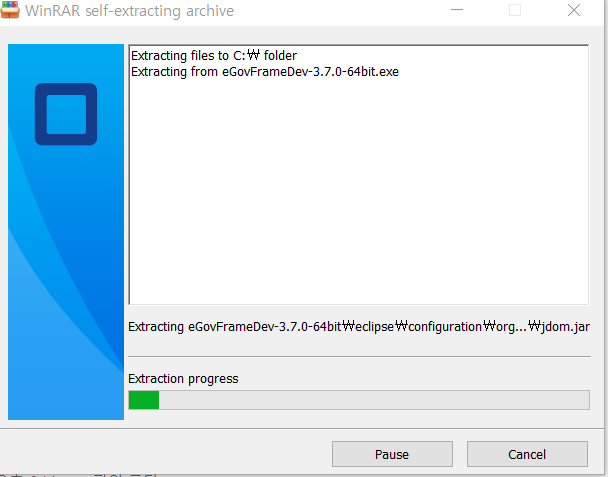 WinRAR self-extracting archive
Extracting files to C:₩ folder
Extracting from eGovFrameDev-3.7.0-64bit.exe
Extracting eGovFrameDev-3.7.0-64bit₩eclipse₩configuration₩org...₩jdom.jar
Extraction progress
Pause
Cancel